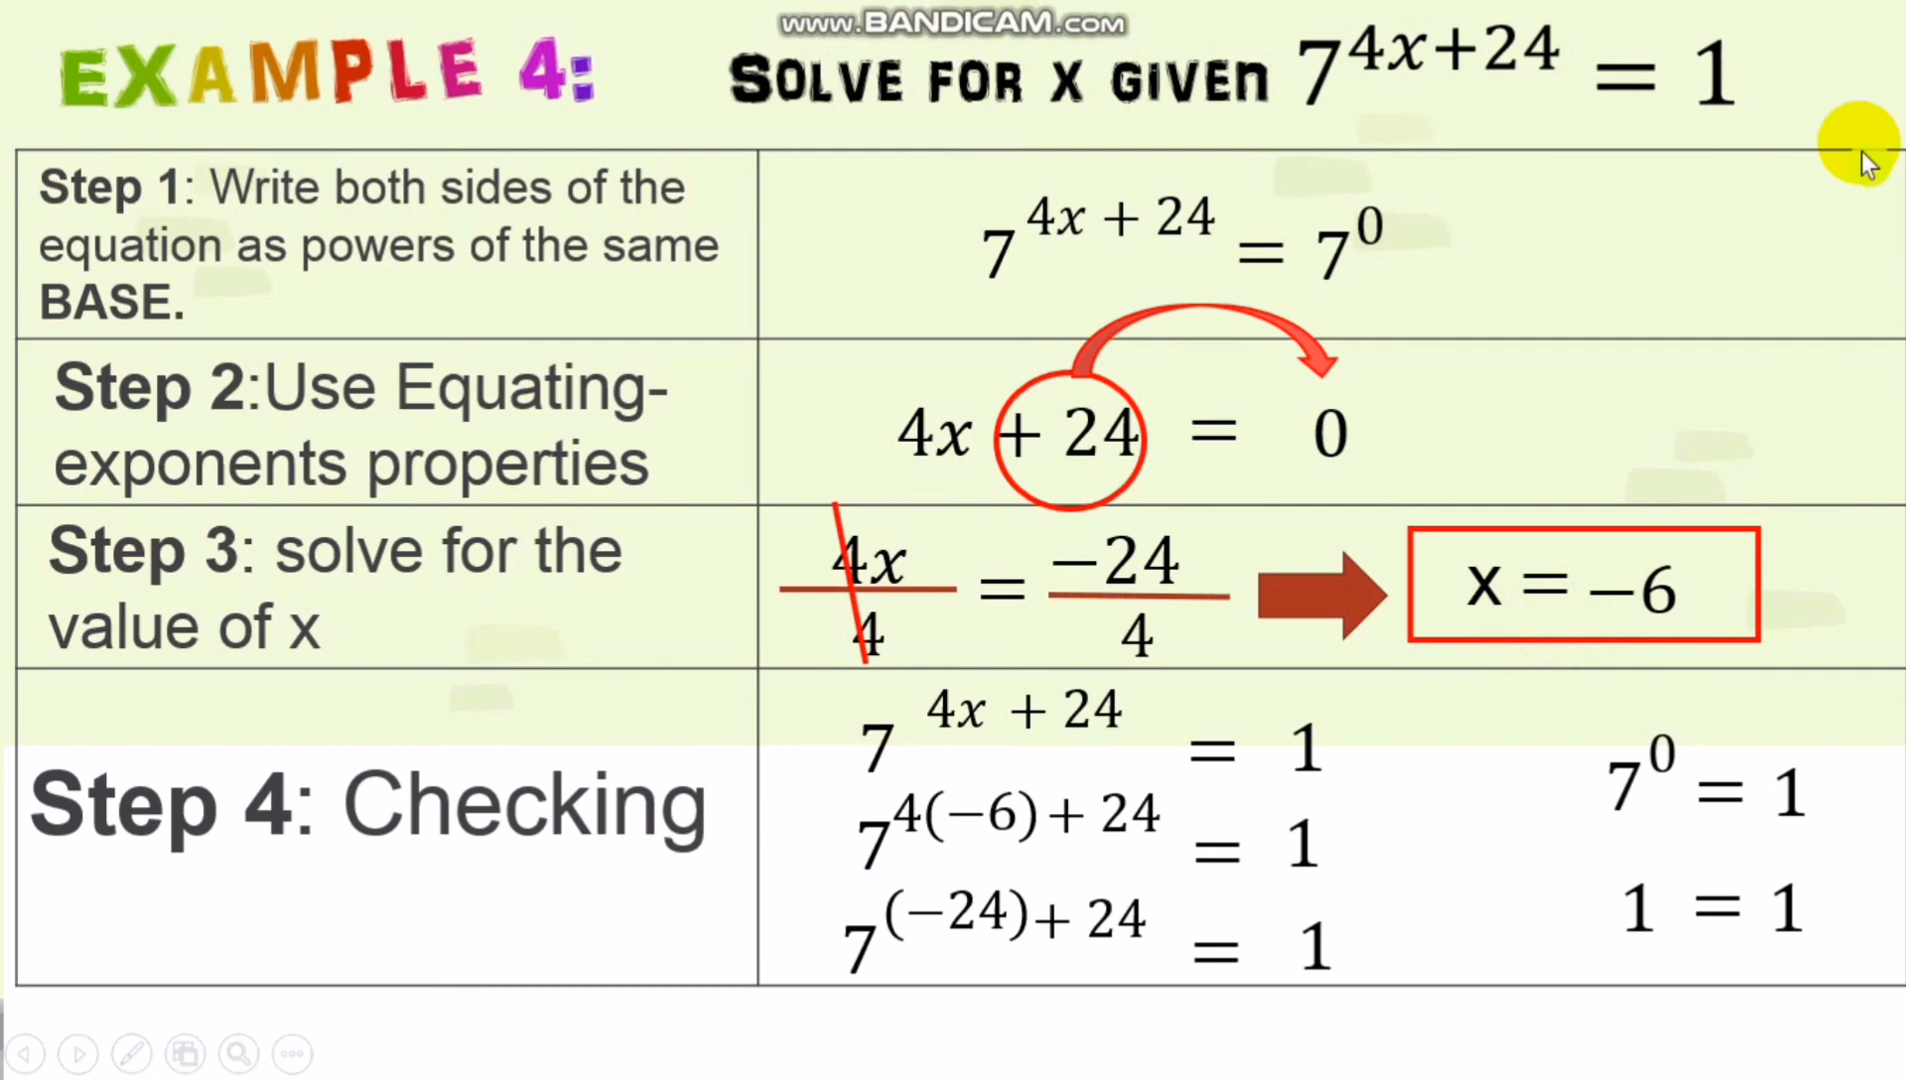 www.BANDICAM.com
EXAMPLE 4:
SOLVE FOR X GIVEN 7^{4x+24} = 1
Step 1: Write both sides of the
equation as powers of the same
BASE.
7^{4x + 24} = 7^{0}
Step 2:Use Equating-
exponents properties
4x + 24 = 0
Step 3: solve for the
value of x
4x/4 = −24/4
x = −6
Step 4: Checking
7^{4x + 24} = 1
7^{4(−6)+ 24} = 1
7^{(−24)+ 24} = 1
7^{0} = 1
1 = 1